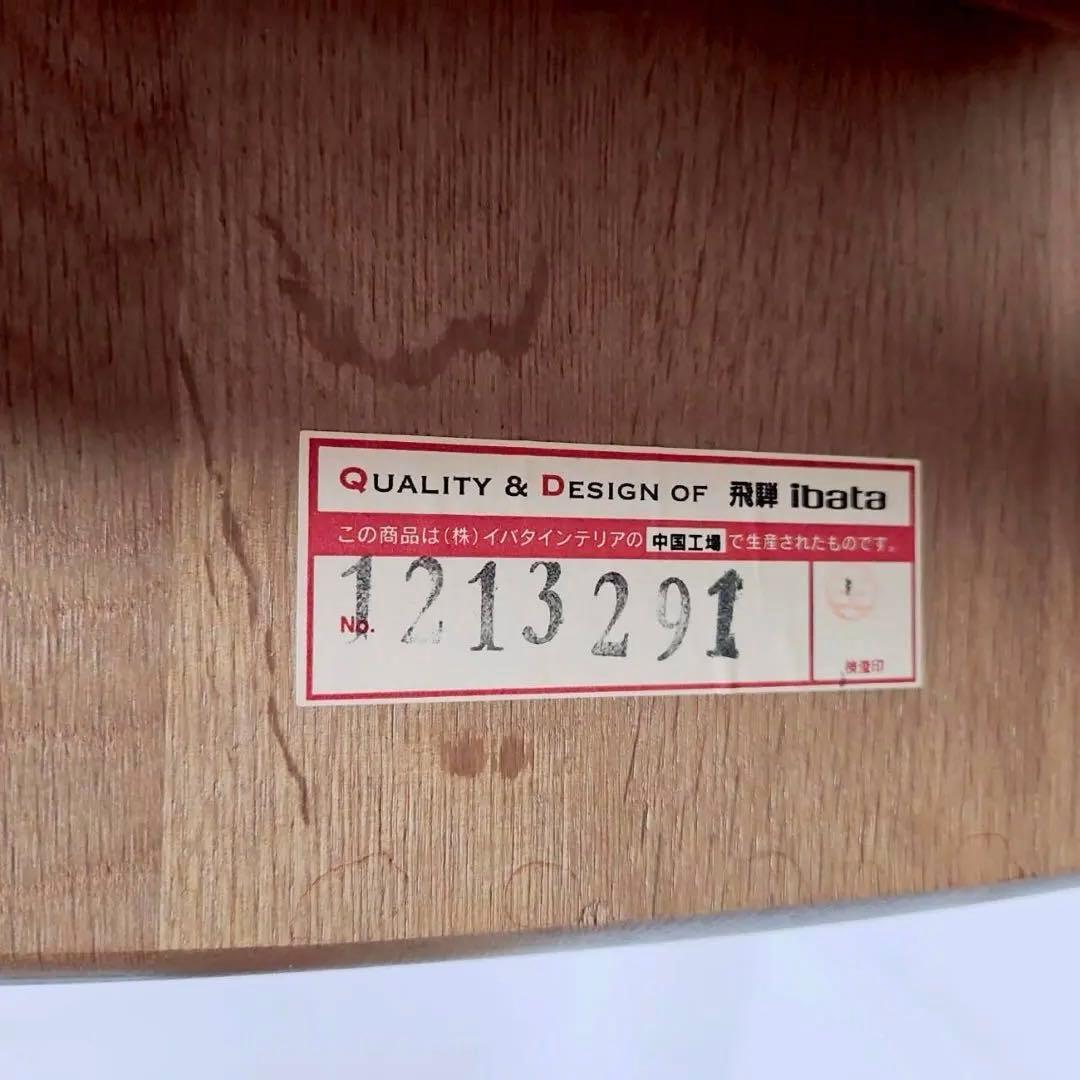 QUALITY & DESIGN OF 飛騨 ibata
この商品は(株)イバタインテリアの 中国工場 で生産されたものです。
No. 1213291
検査印